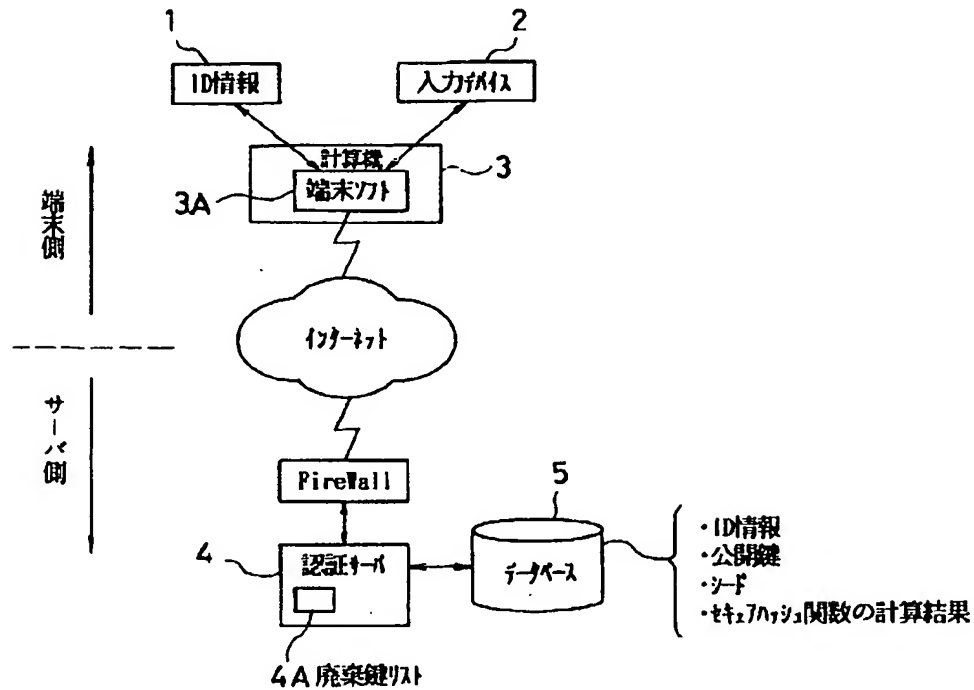 1
2
ID情報
入力デバイス
計算機
3
端末ソフト
3A
端末側
インターネット
サーバ側
FireWall
5
4
認証サーバ
データベース
・ID情報
・公開鍵
・シード
・セキュアハッシュ関数の計算結果
4A 廃棄鍵リスト